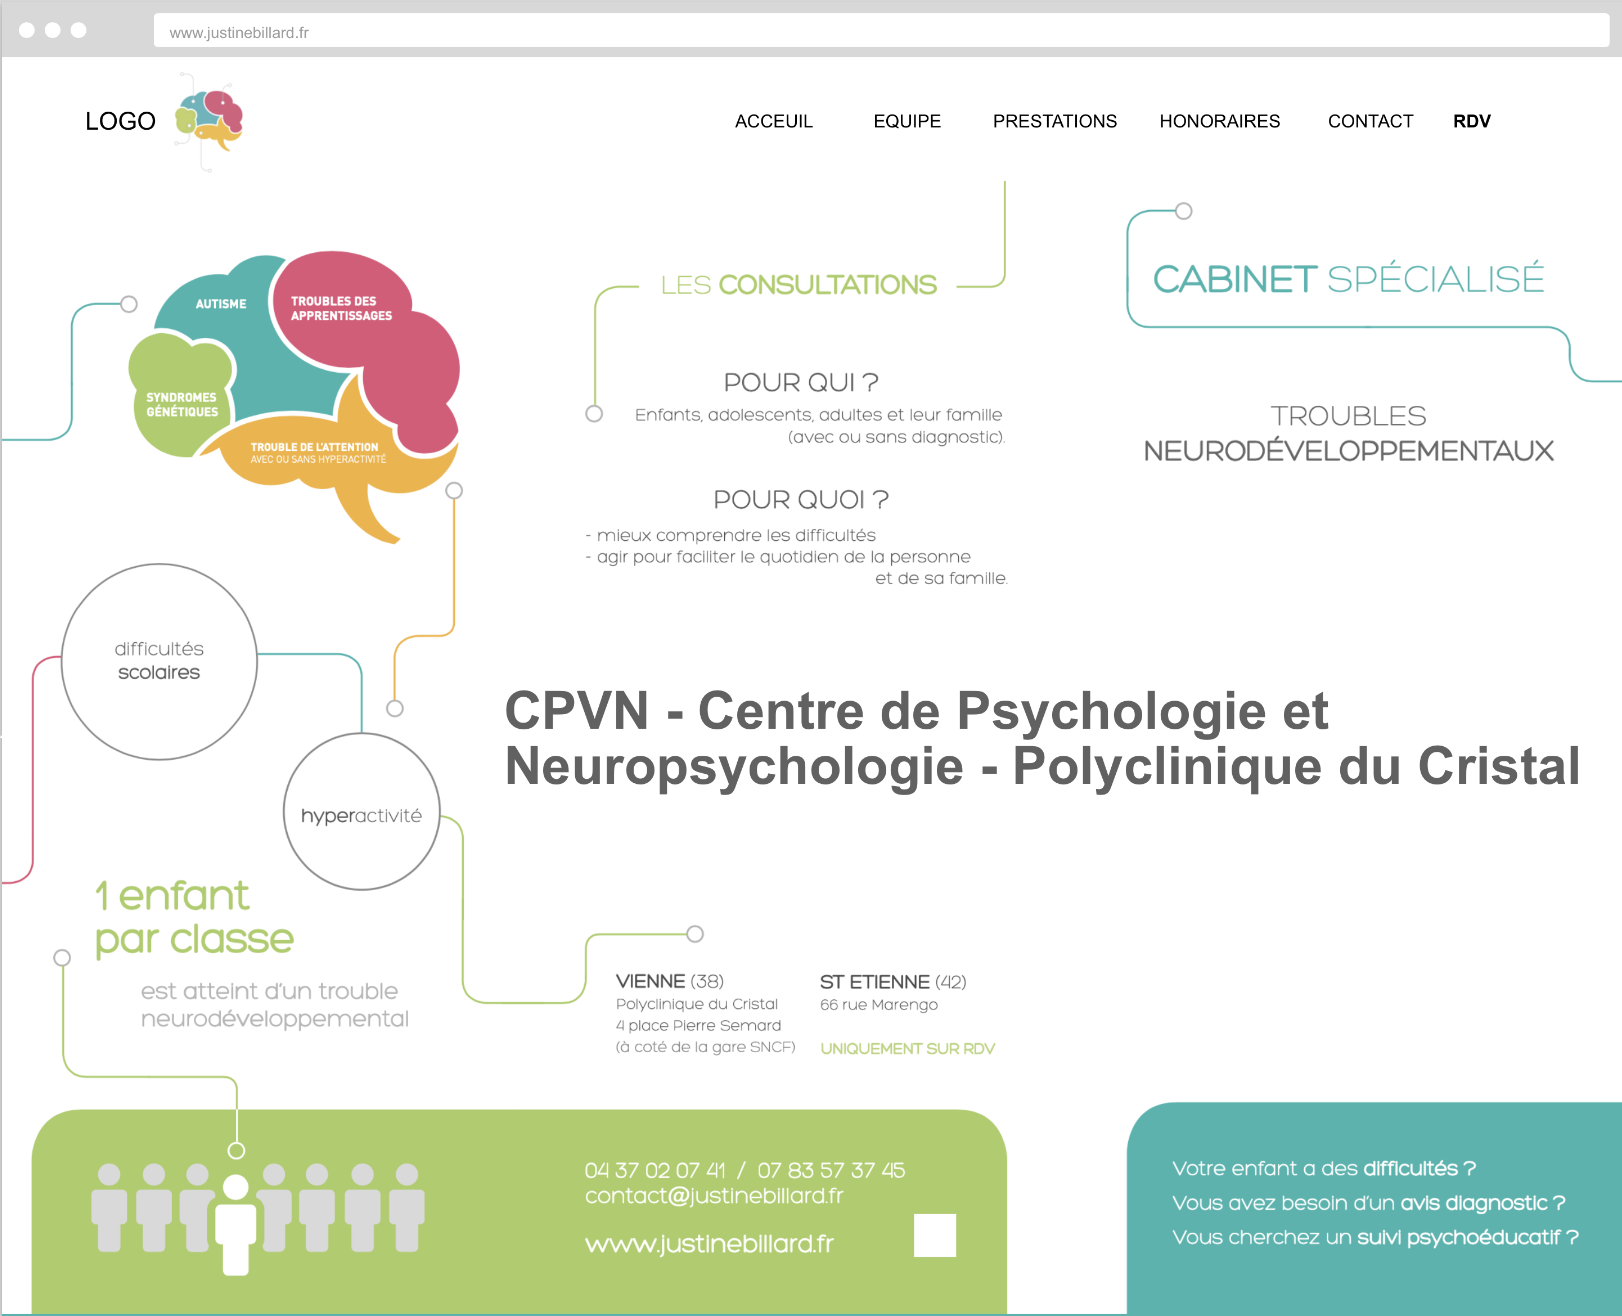 www.justinebillard.fr
LOGO
ACCEUIL EQUIPE PRESTATIONS HONORAIRES CONTACT RDV
AUTISME
TROUBLES DES
APPRENTISSAGES
SYNDROMES
GÉNÉTIQUES
TROUBLE DE L'ATTENTION
AVEC OU SANS HYPERACTIVITÉ
LES CONSULTATIONS
POUR QUI ?
Enfants, adolescents, adultes et leur famille
(avec ou sans diagnostic).
POUR QUOI ?
- mieux comprendre les difficultés
- agir pour faciliter le quotidien de la personne
et de sa famille.
CABINET SPÉCIALISÉ
TROUBLES
NEURODÉVELOPPEMENTAUX
difficultés
scolaires
hyperactivité
CPVN - Centre de Psychologie et
Neuropsychologie - Polyclinique du Cristal
1 enfant
par classe
est atteint d'un trouble
neurodéveloppemental
VIENNE (38)
Polyclinique du Cristal
4 place Pierre Semard
(à coté de la gare SNCF)
ST ETIENNE (42)
66 rue Marengo
UNIQUEMENT SUR RDV
04 37 02 07 41 / 07 83 57 37 45
contact@justinebillard.fr
www.justinebillard.fr
Votre enfant a des difficultés ?
Vous avez besoin d'un avis diagnostic ?
Vous cherchez un suivi psychoéducatif ?